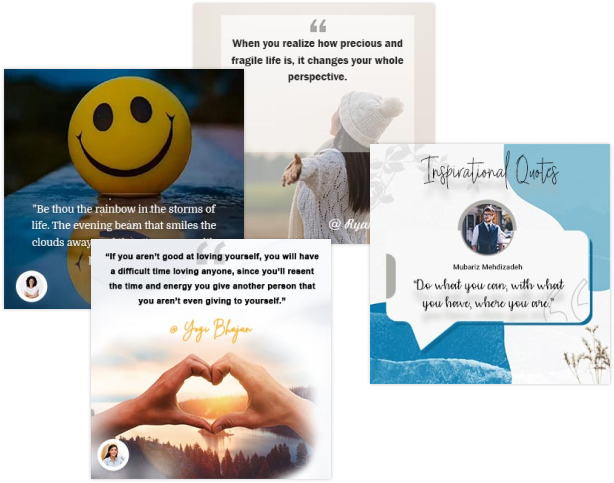 When you realize how precious and
fragile life is, it changes your whole
perspective.
@ Ryan
"Be thou the rainbow in the storms of
life. The evening beam that smiles the
clouds away
Inspirational Quotes
Mubariz Mehdizadeh
"Do what you can, with what
you have, where you are."
“If you aren’t good at loving yourself, you will have
a difficult time loving anyone, since you’ll resent
the time and energy you give another person that
you aren’t even giving to yourself.”
@ Yogi Bhajan